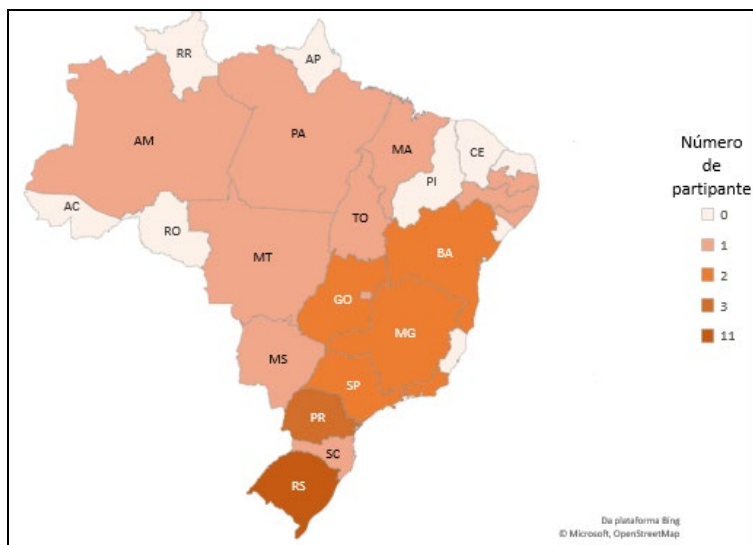 RR
AP
AM
PA
MA
CE
PI
AC
RO
TO
MT
BA
GO
MG
MS
SP
PR
SC
RS
Número
de
partipante
0
1
2
3
11
Da plataforma Bing
© Microsoft, OpenStreetMap